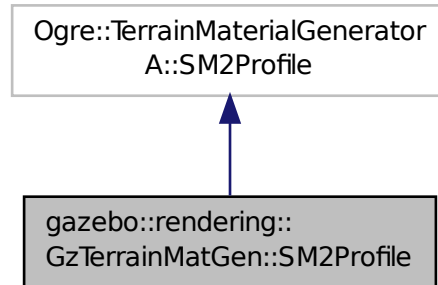 Ogre::TerrainMaterialGenerator
A::SM2Profile
gazebo::rendering::
GzTerrainMatGen::SM2Profile